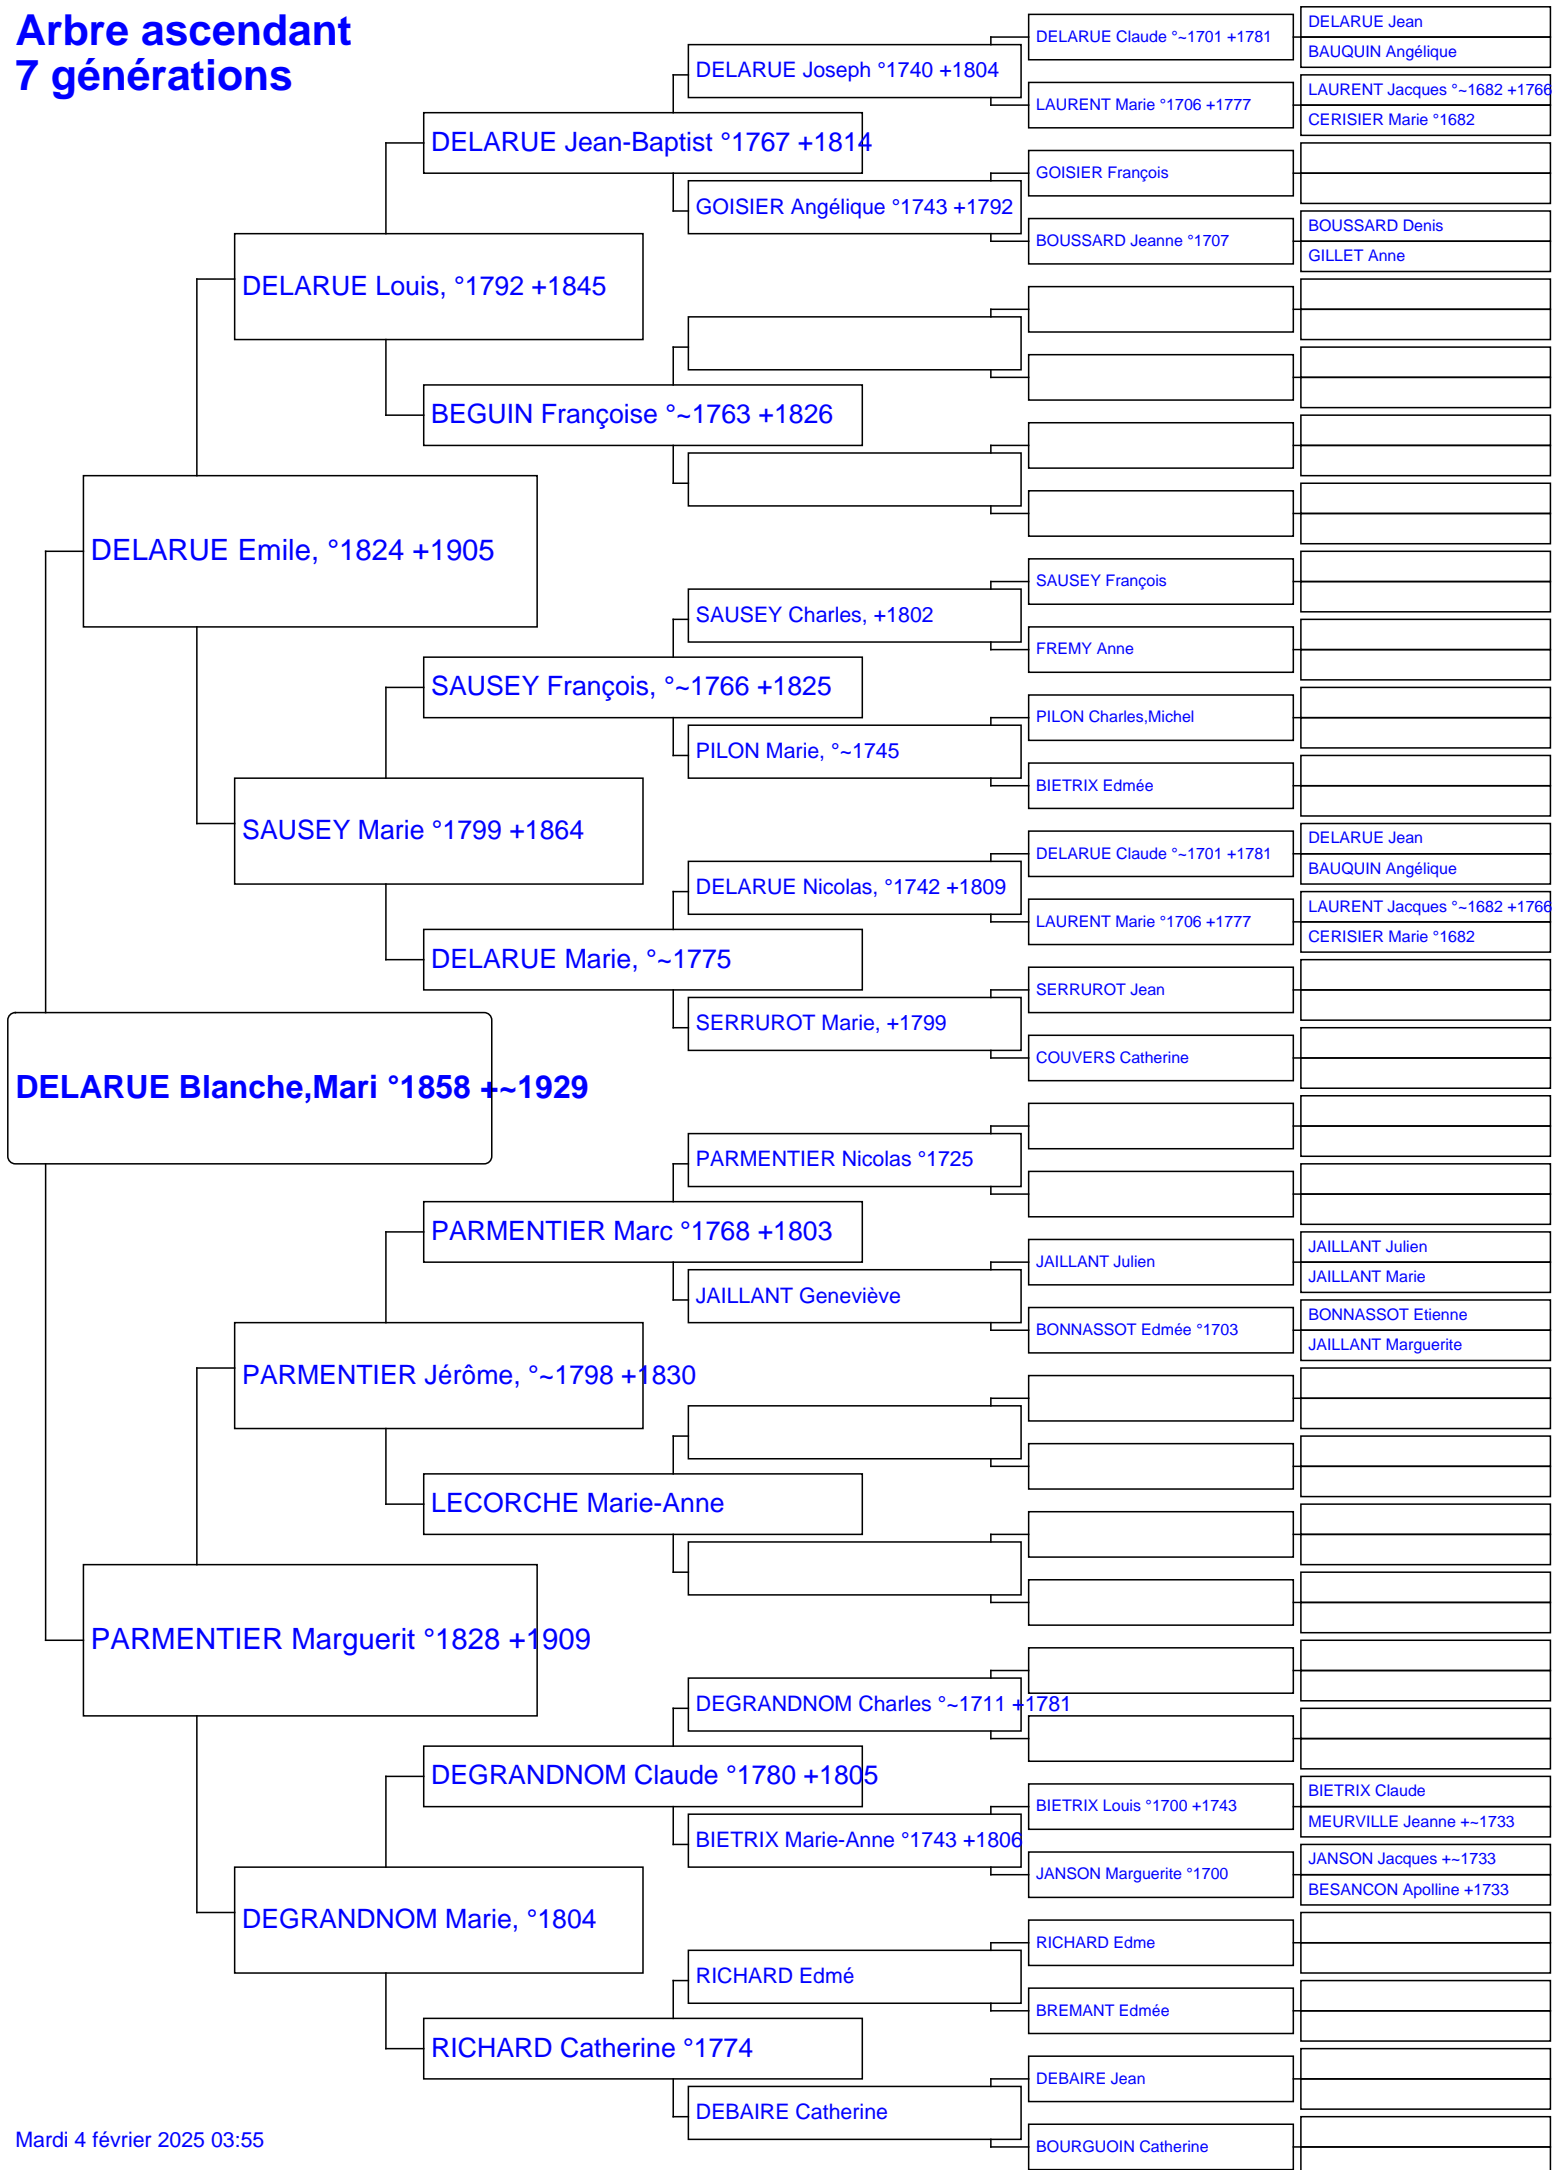 Arbre ascendant
7 générations
DELARUE Blanche,Mari °1858 +~1929
DELARUE Emile, °1824 +1905
PARMENTIER Marguerit °1828 +1909
DELARUE Louis, °1792 +1845
SAUSEY Marie °1799 +1864
PARMENTIER Jérôme, °~1798 +1830
DEGRANDNOM Marie, °1804
DELARUE Jean-Baptist °1767 +1814
BEGUIN Françoise °~1763 +1826
SAUSEY François, °~1766 +1825
DELARUE Marie, °~1775
PARMENTIER Marc °1768 +1803
LECORCHE Marie-Anne
DEGRANDNOM Claude °1780 +1805
RICHARD Catherine °1774
DELARUE Joseph °1740 +1804
GOISIER Angélique °1743 +1792
SAUSEY Charles, +1802
PILON Marie, °~1745
DELARUE Nicolas, °1742 +1809
SERRUROT Marie, +1799
PARMENTIER Nicolas °1725
JAILLANT Geneviève
DEGRANDNOM Charles °~1711 +1781
BIETRIX Marie-Anne °1743 +1806
RICHARD Edmé
DEBAIRE Catherine
DELARUE Claude °~1701 +1781
LAURENT Marie °1706 +1777
GOISIER François
BOUSSARD Jeanne °1707
SAUSEY François
FREMY Anne
PILON Charles,Michel
BIETRIX Edmée
DELARUE Claude °~1701 +1781
LAURENT Marie °1706 +1777
SERRUROT Jean
COUVERS Catherine
JAILLANT Julien
BONNASSOT Edmée °1703
BIETRIX Louis °1700 +1743
JANSON Marguerite °1700
RICHARD Edme
BREMANT Edmée
DEBAIRE Jean
BOURGUOIN Catherine
DELARUE Jean
BAUQUIN Angélique
LAURENT Jacques °~1682 +1766
CERISIER Marie °1682
BOUSSARD Denis
GILLET Anne
DELARUE Jean
BAUQUIN Angélique
LAURENT Jacques °~1682 +1766
CERISIER Marie °1682
JAILLANT Julien
JAILLANT Marie
BONNASSOT Etienne
JAILLANT Marguerite
BIETRIX Claude
MEURVILLE Jeanne +~1733
JANSON Jacques +~1733
BESANCON Apolline +1733
Mardi 4 février 2025 03:55